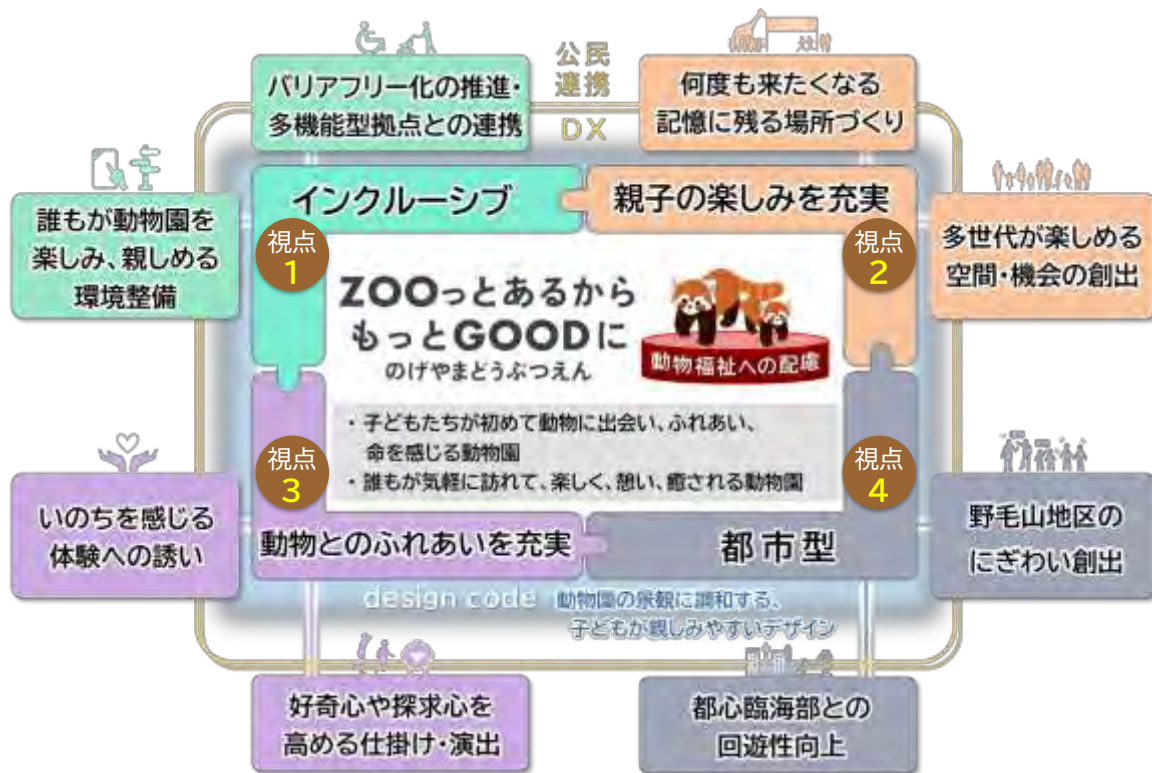 バリアフリー化の推進・
多機能型拠点との連携
公民
連携
DX
何度も来たくなる
記憶に残る場所づくり
誰もが動物園を
楽しみ、親しめる
環境整備
インクルーシブ
視点
1
親子の楽しみを充実
視点
2
多世代が楽しめる
空間・機会の創出
ZOOっとあるから
もっとGOODに
のげやまどうぶつえん
動物福祉への配慮
・子どもたちが初めて動物に出会い、ふれあい、
命を感じる動物園
・誰もが気軽に訪れて、楽しく、憩い、癒される動物園
いのちを感じる
体験への誘い
視点
3
動物とのふれあいを充実
視点
4
都市型
野毛山地区の
にぎわい創出
design code 動物園の景観に調和する、
子どもが親しみやすいデザイン
好奇心や探求心を
高める仕掛け・演出
都心臨海部との
回遊性向上